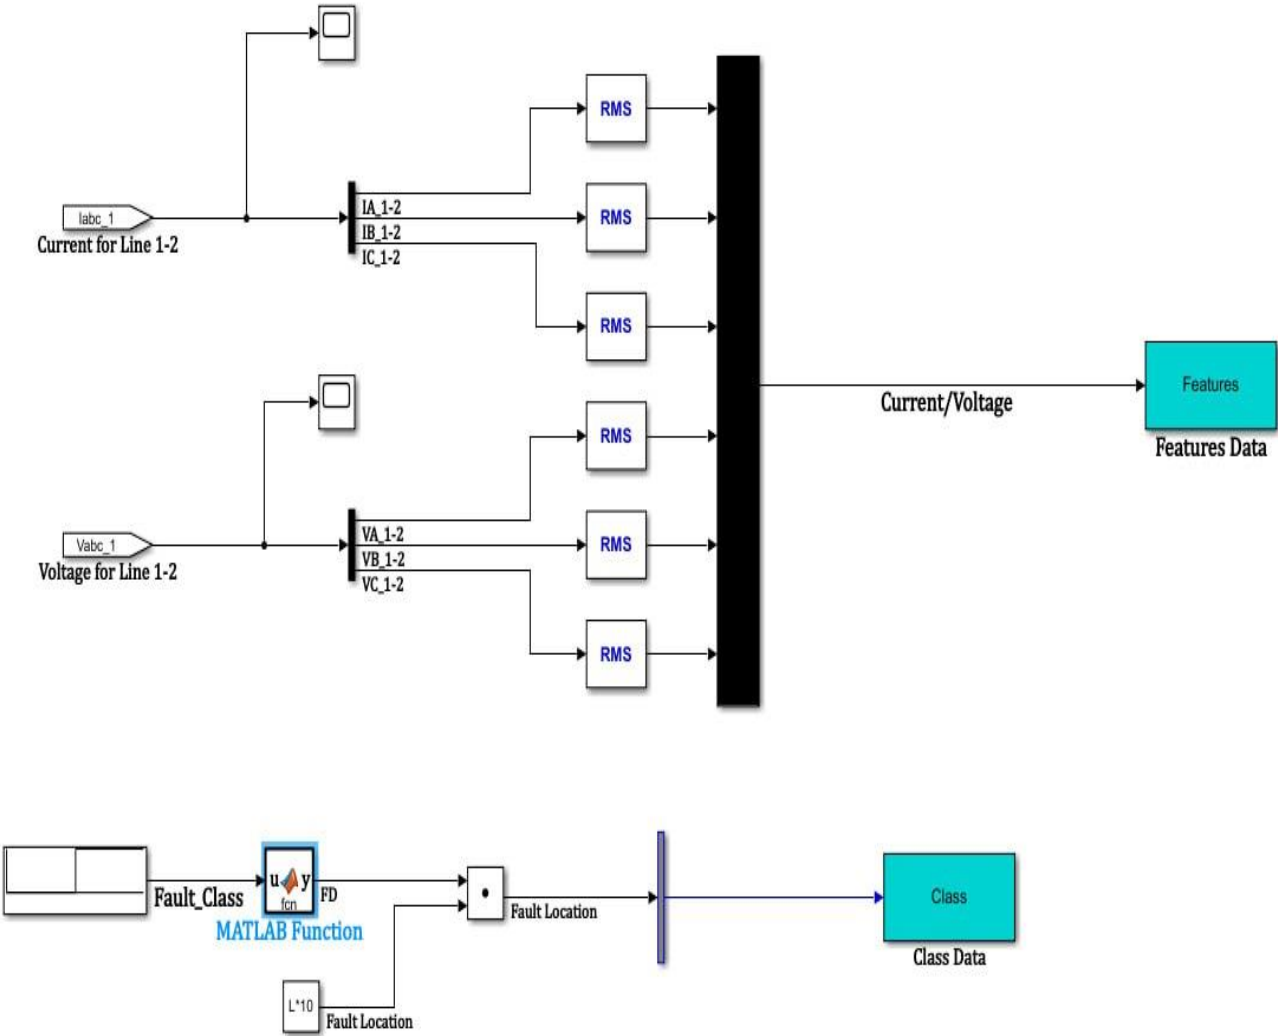 RMS
Iabc_1
Current for Line 1-2
IA_1-2
IB_1-2
IC_1-2
RMS
RMS
RMS
Vabc_1
Voltage for Line 1-2
VA_1-2
VB_1-2
VC_1-2
RMS
RMS
Current/Voltage
Features
Features Data
Fault_Class
u y
fcn
FD
MATLAB Function
Fault Location
L*10
Fault Location
Class
Class Data